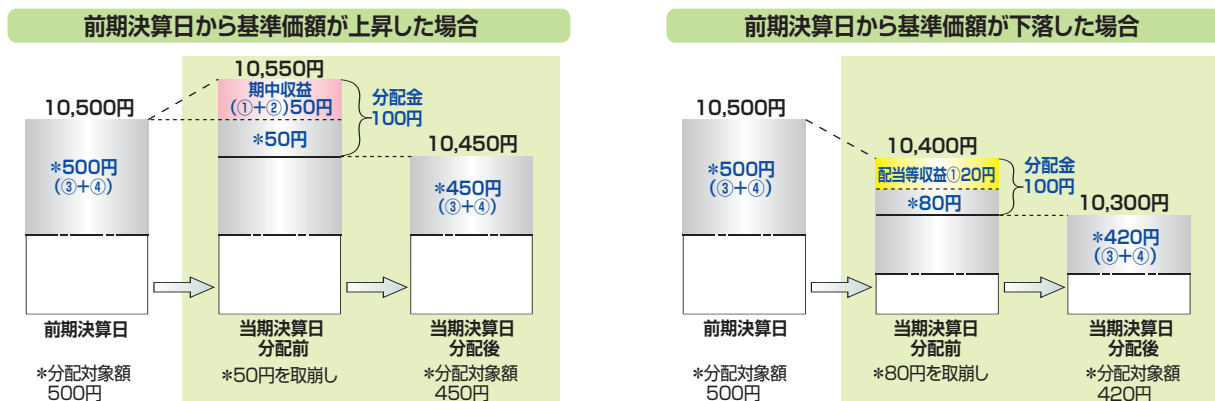 前期決算日から基準価額が上昇した場合
10,500円
＊500円
(③+④)
前期決算日
＊分配対象額
500円
10,550円
期中収益
(①+②)50円
＊50円
分配金
100円
当期決算日
分配前
＊50円を取崩し
10,450円
＊450円
(③+④)
当期決算日
分配後
＊分配対象額
450円
前期決算日から基準価額が下落した場合
10,500円
＊500円
(③+④)
前期決算日
＊分配対象額
500円
10,400円
配当等収益①20円
＊80円
分配金
100円
当期決算日
分配前
＊80円を取崩し
10,300円
＊420円
(③+④)
当期決算日
分配後
＊分配対象額
420円